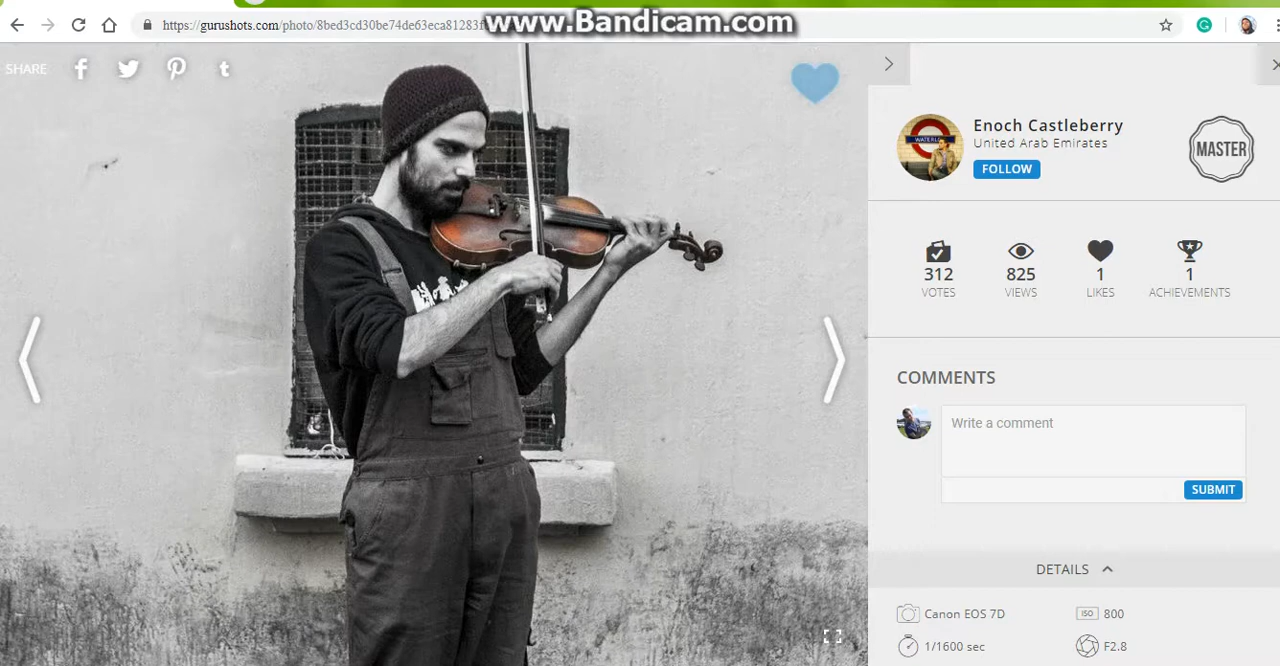 https://gurushots.com/photo/8bed3cd30be74de63eca81283f
www.Bandicam.com
SHARE
Enoch Castleberry
United Arab Emirates
FOLLOW
MASTER
312
VOTES
825
VIEWS
1
LIKES
1
ACHIEVEMENTS
COMMENTS
Write a comment
SUBMIT
DETAILS
Canon EOS 7D
ISO 800
1/1600 sec
F2.8